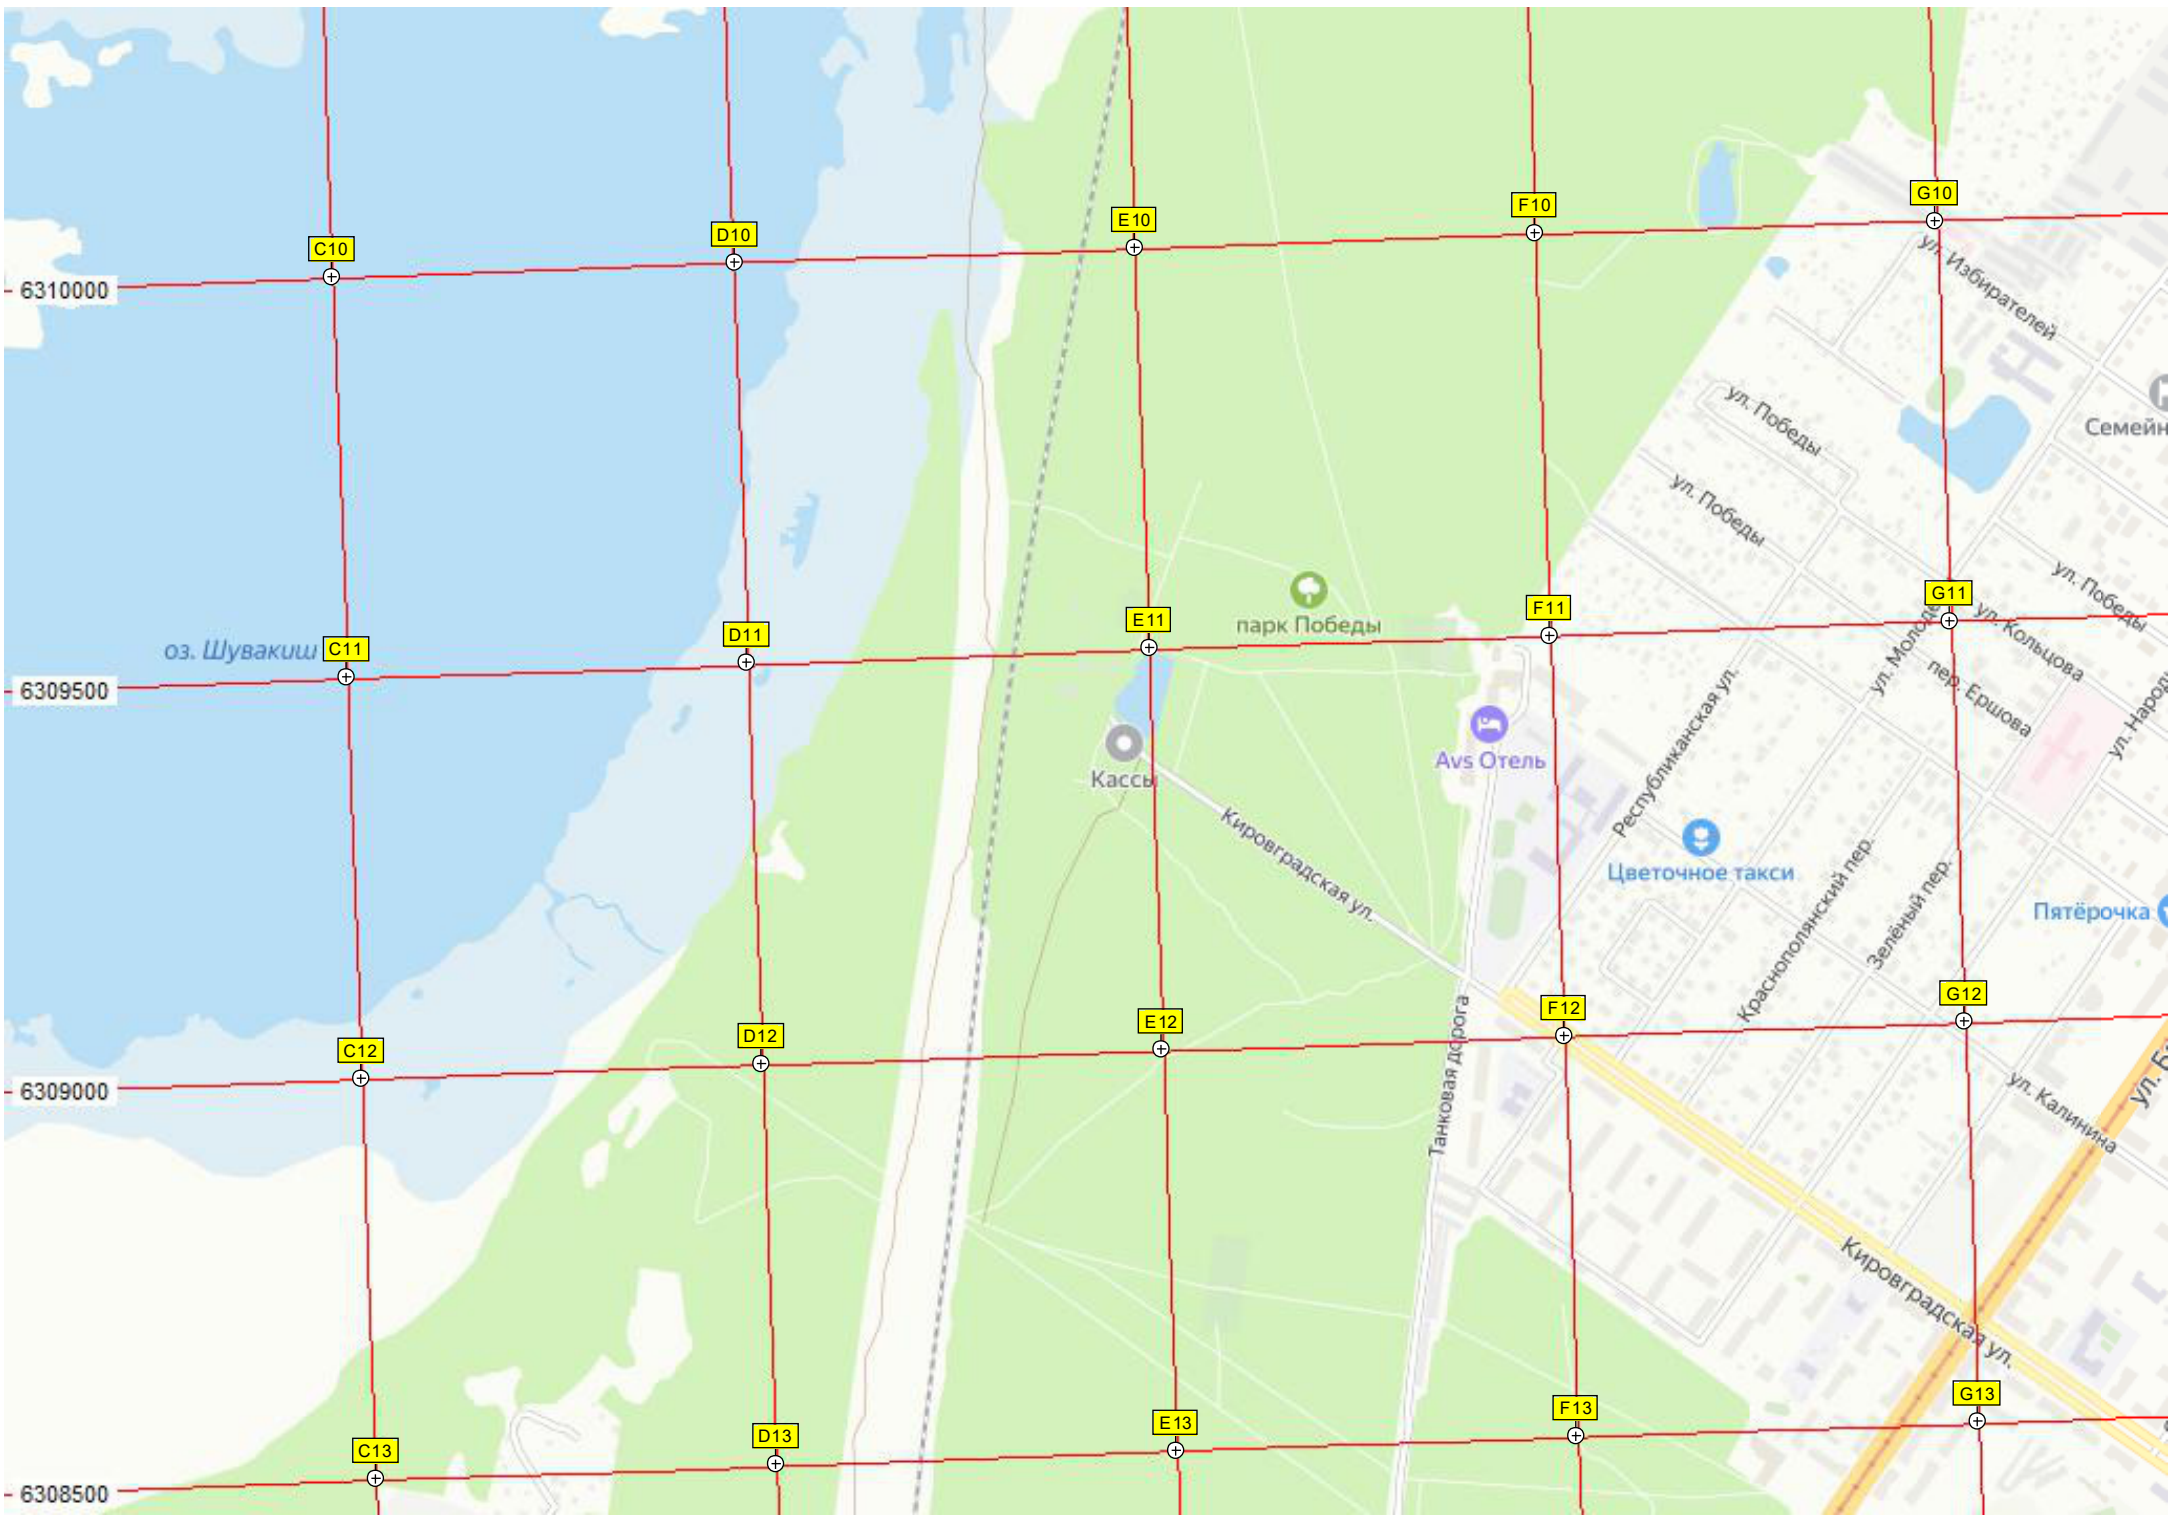 G10
F10
E10
D10
C10
6310000
ул. Избирателей
ул. Победы
Семейн
ул. Победы
ул. Победы
парк Победы
G11
F11
E11
D11
C11
оз. Шувакиш
ул. Кольцова
пер. Ершова
6309500
Республиканская ул.
Avs Отель
Кассы
Кировградская ул.
Цветочное такси
Краснополянский пер.
Зелёный пер.
Пятёрочка
G12
F12
E12
D12
C12
6309000
Танковая дорога
ул. Калинина
Кировградская ул.
G13
F13
E13
D13
C13
6308500